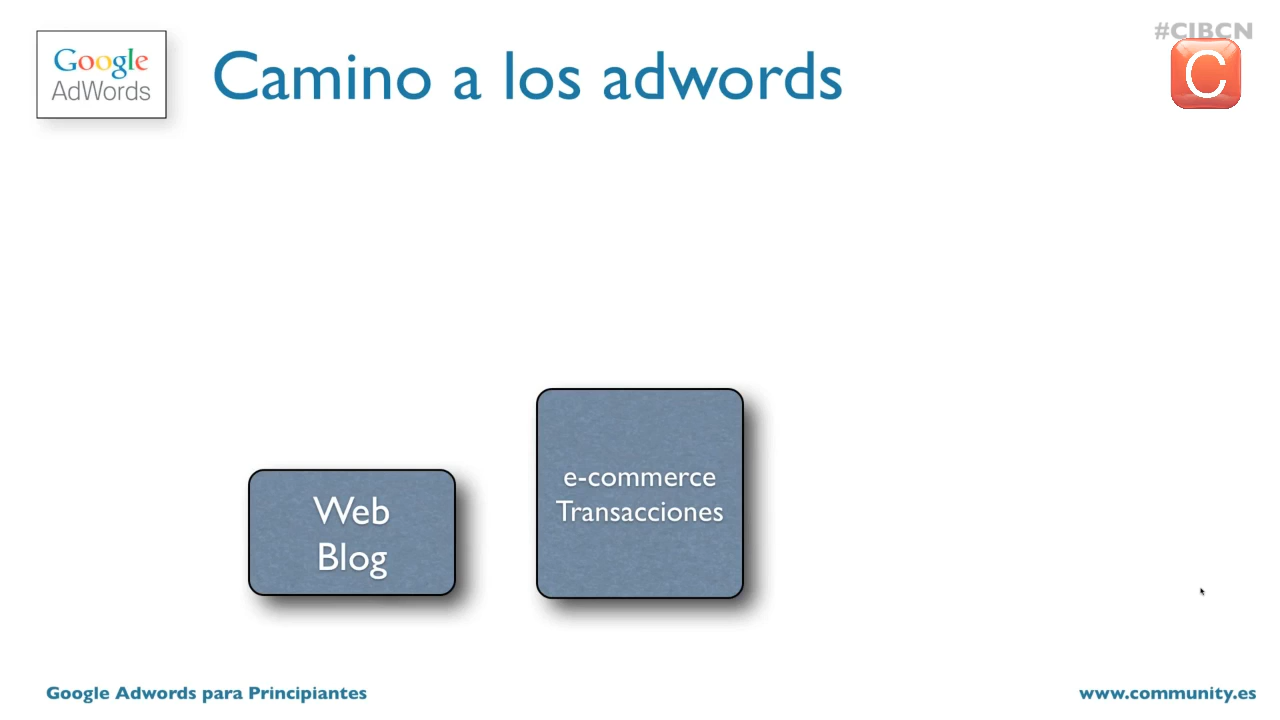 #CIBCN
Google
AdWords
Camino a los adwords
C
e-commerce
Transacciones
Web
Blog
Google Adwords para Principiantes
www.community.es